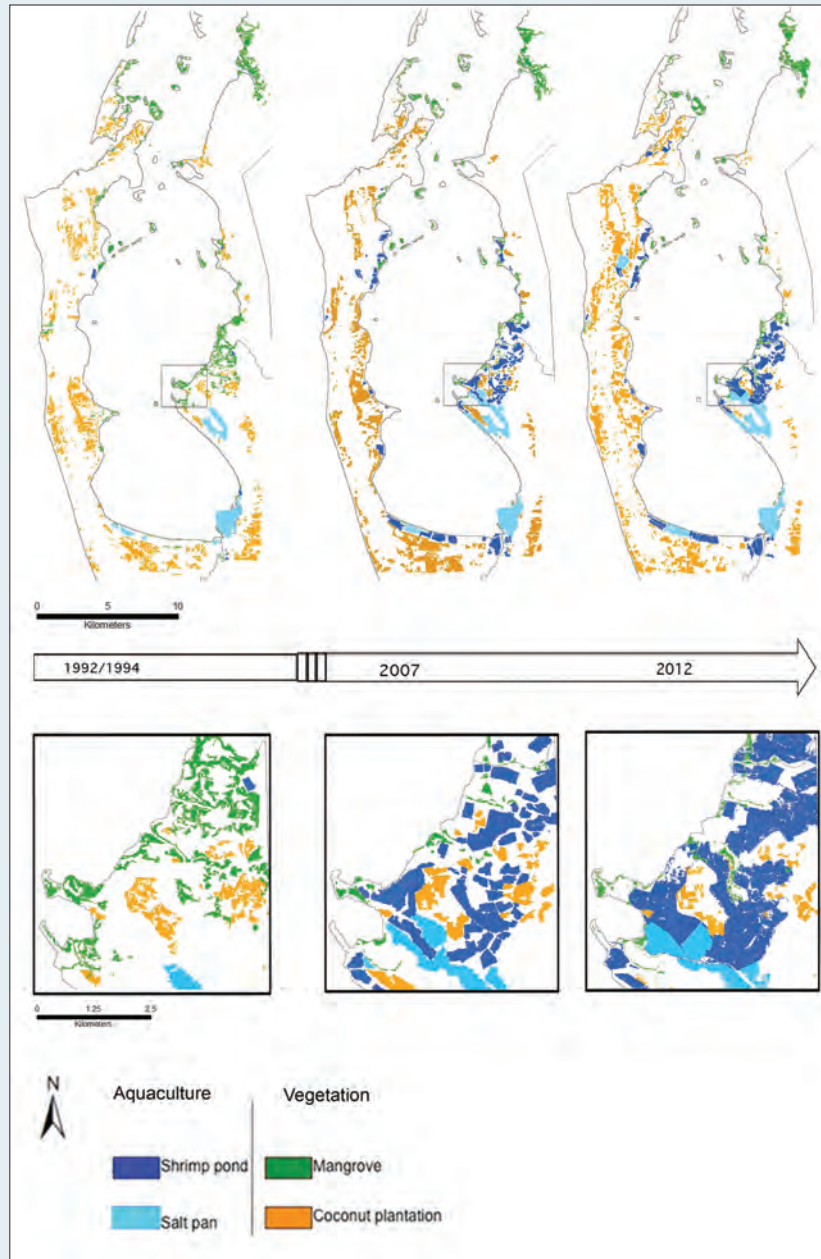 0 5 10
Kilometers
1992/1994 2007 2012
0 1.25 2.5
Kilometers
N
Aquaculture Vegetation
Shrimp pond Mangrove
Salt pan Coconut plantation